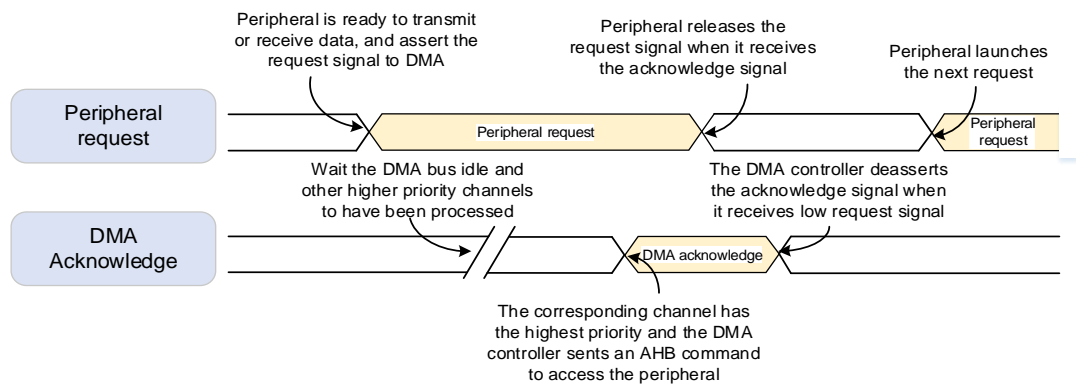 Peripheral is ready to transmit
or receive data, and assert the
request signal to DMA
Peripheral releases the
request signal when it receives
the acknowledge signal
Peripheral launches
the next request
Peripheral
request
Peripheral request
Peripheral
request
Wait the DMA bus idle and
other higher priority channels
to have been processed
The DMA controller deasserts
the acknowledge signal when
it receives low request signal
DMA
Acknowledge
DMA acknowledge
The corresponding channel has
the highest priority and the DMA
controller sents an AHB command
to access the peripheral